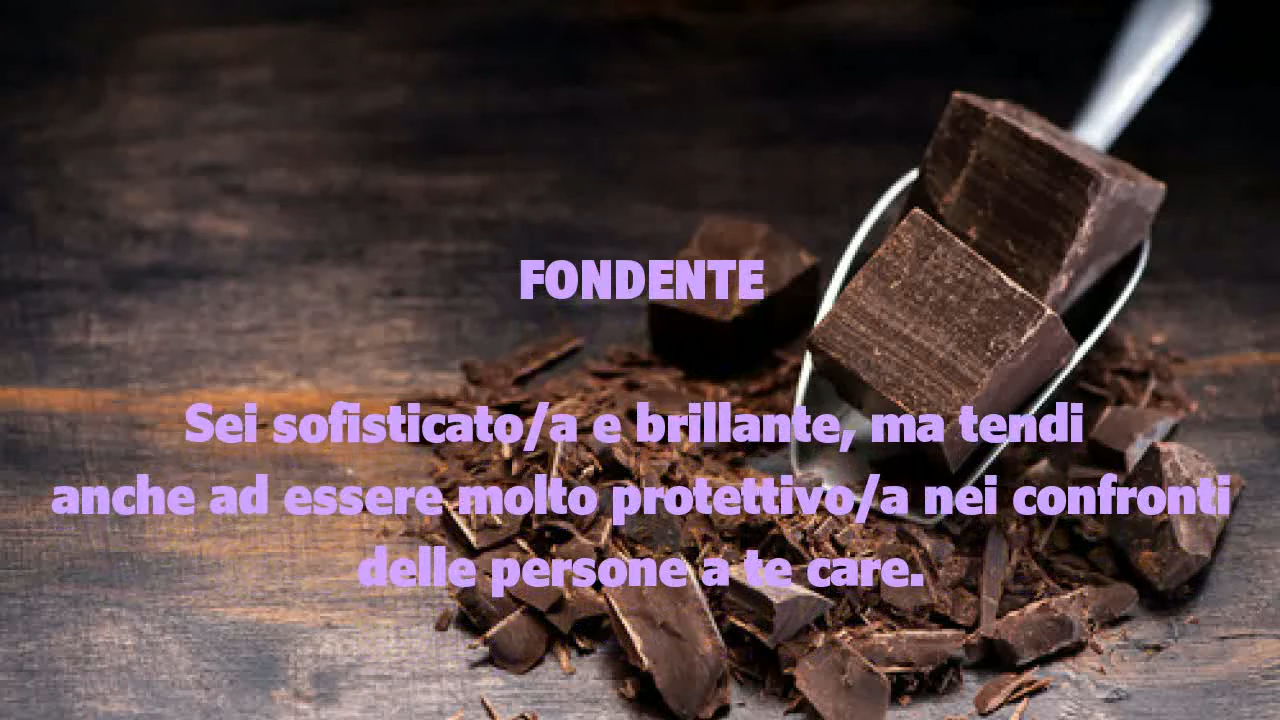 FONDENTE
Sei sofisticato/a e brillante, ma tendi
anche ad essere molto protettivo/a nei confronti
delle persone a te care.